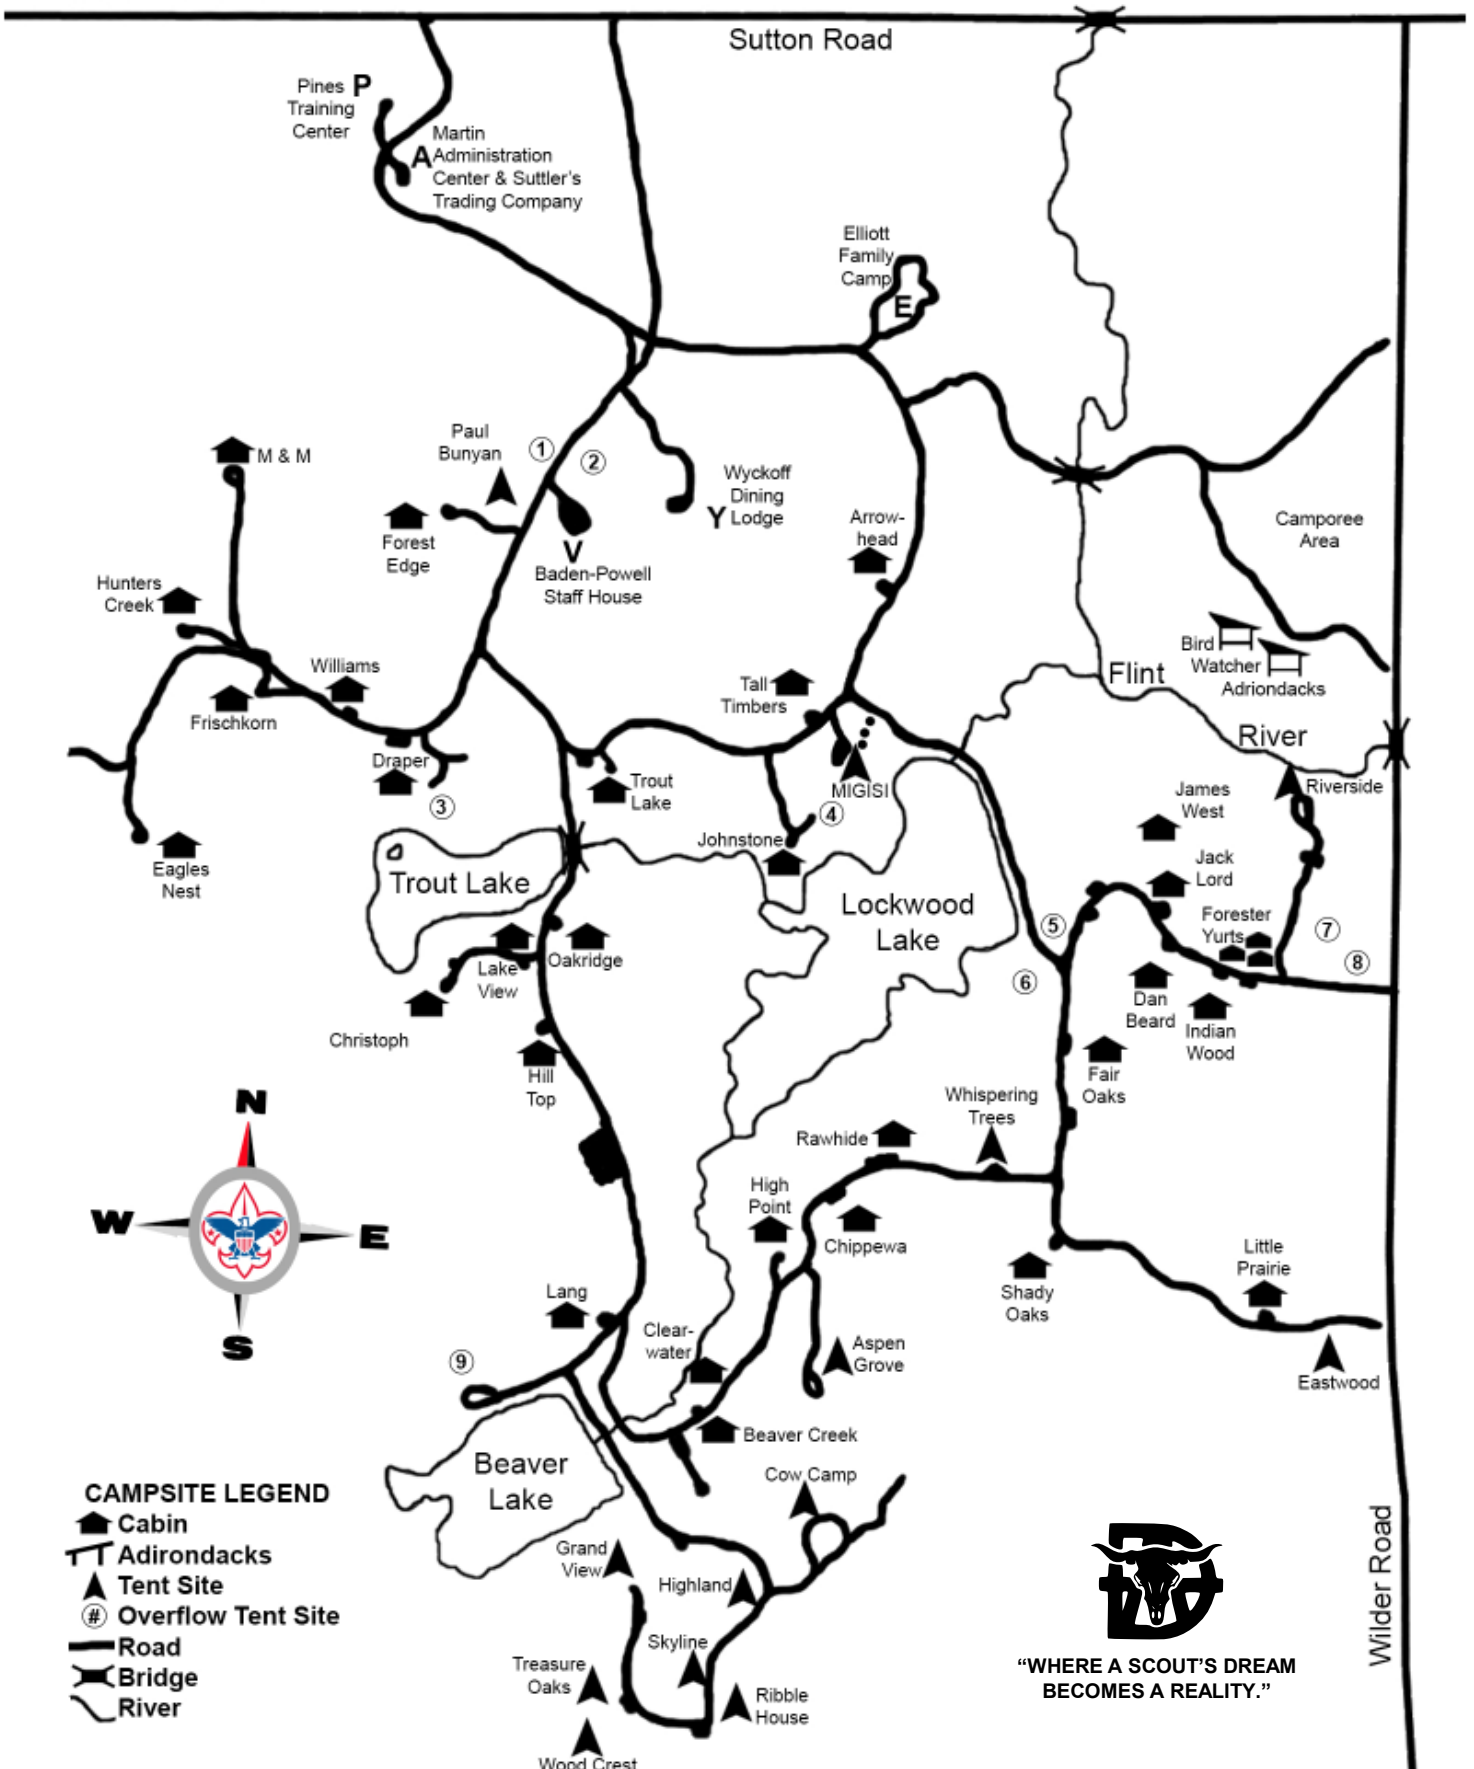 Sutton Road
Pines P
Training
Center
Martin
A Administration
Center & Suttler's
Trading Company
Elliott
Family
Camp
E
Paul
Bunyan
1
2
M & M
Wyckoff
Dining
Y Lodge
Arrow-
head
Camporee
Area
Forest
Edge
V
Baden-Powell
Staff House
Hunters
Creek
Bird
Watcher
Adriondacks
Williams
Flint
River
Tall
Timbers
Frischkorn
Draper
3
Trout
Lake
MIGISI
4
James
West
Riverside
Johnstone
Eagles
Nest
Trout Lake
Jack
Lord
Lockwood
Lake
Forester
Yurts
5
7
8
6
Oakridge
Lake
View
Dan
Beard
Indian
Wood
Christoph
Hill
Top
Fair
Oaks
Whispering
Trees
Rawhide
N
W
E
S
High
Point
Chippewa
Little
Prairie
Shady
Oaks
Lang
Clear-
water
Aspen
Grove
9
Eastwood
Beaver Creek
Beaver
Lake
Cow Camp
CAMPSITE LEGEND
Cabin
Adirondacks
Tent Site
# Overflow Tent Site
Road
Bridge
River
Grand
View
Highland
Skyline
Treasure
Oaks
Ribble
House
Wood Crest
Wilder Road
D
"WHERE A SCOUT'S DREAM
BECOMES A REALITY."